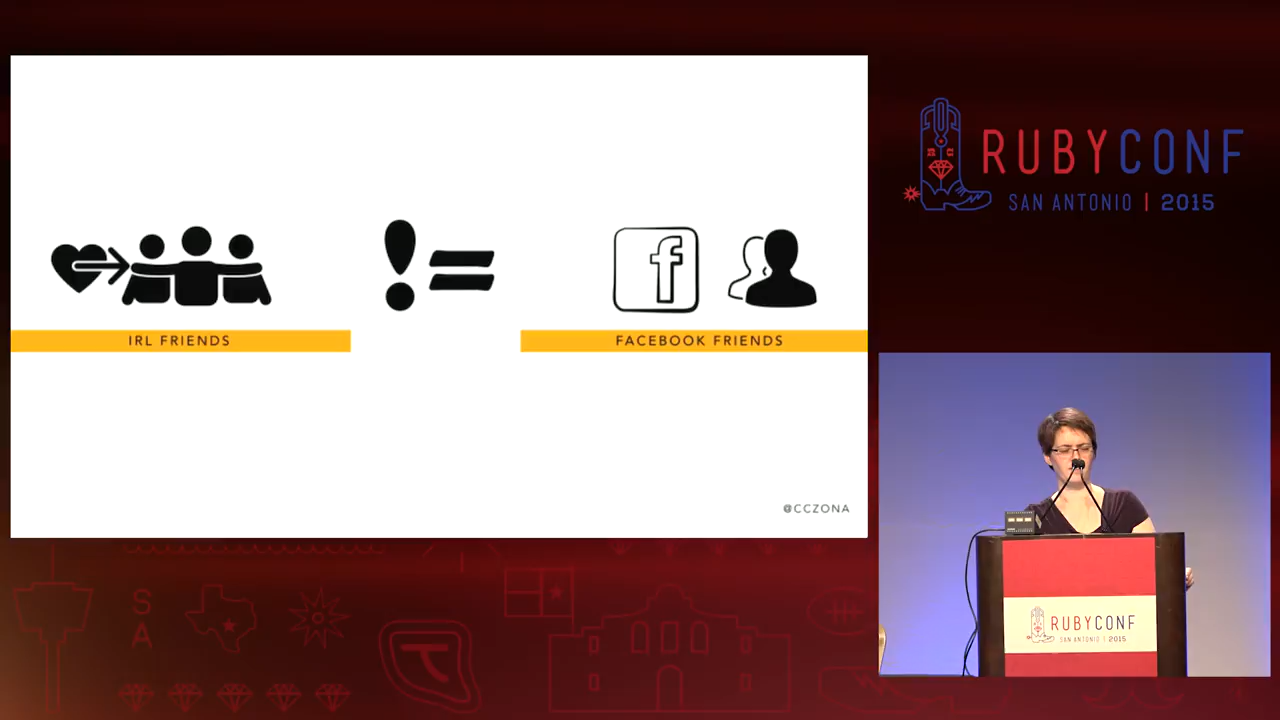 IRL FRIENDS
!=
f
FACEBOOK FRIENDS
@CCZONA
RUBYCONF
SAN ANTONIO | 2015
RUBYCONF
SAN ANTONIO | 2015
S
A